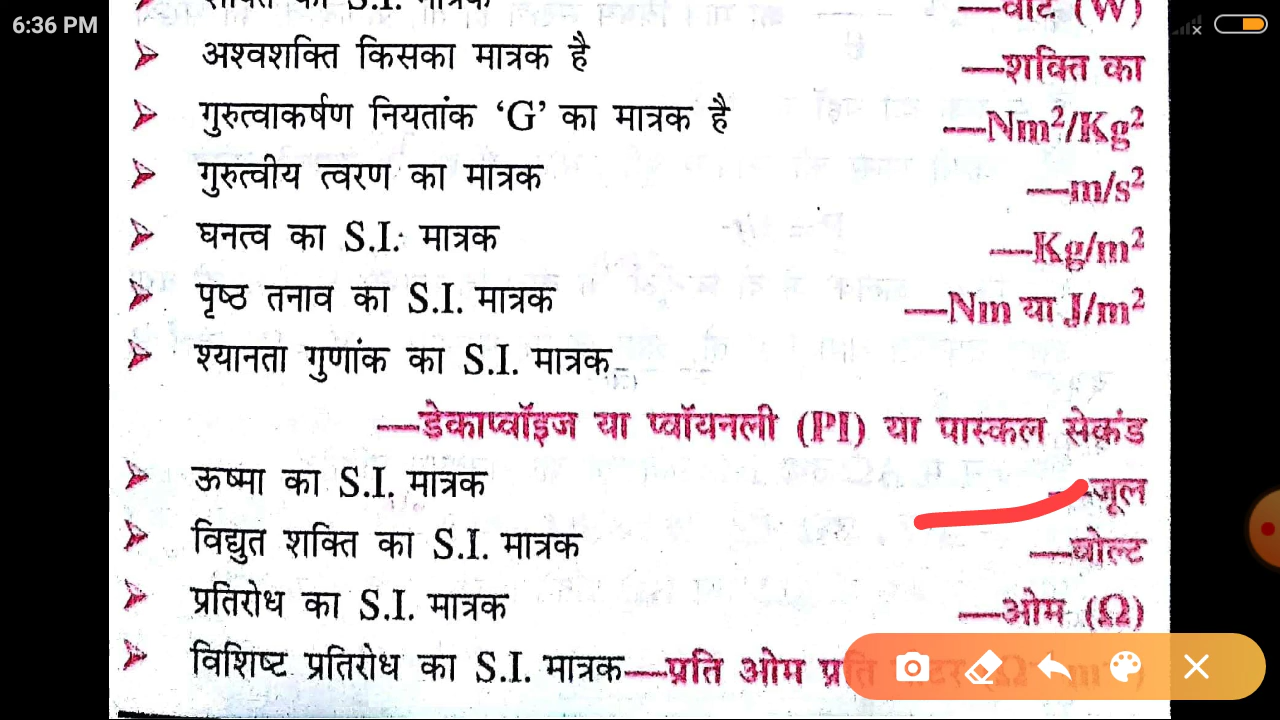 6:36 PM
शक्ति का S.I. मात्रक —वाट (W)
अश्वशक्ति किसका मात्रक है —शक्ति का
गुरुत्वाकर्षण नियतांक ‘G’ का मात्रक है —Nm²/Kg²
गुरुत्वीय त्वरण का मात्रक —m/s²
घनत्व का S.I. मात्रक —Kg/m²
पृष्ठ तनाव का S.I. मात्रक —Nm या J/m²
श्यानता गुणांक का S.I. मात्रक
—डेकाप्वॉइज या प्वॉयनली (PI) या पास्कल सेकंड
ऊष्मा का S.I. मात्रक —जूल
विद्युत शक्ति का S.I. मात्रक —वोल्ट
प्रतिरोध का S.I. मात्रक —ओम (Ω)
विशिष्ट प्रतिरोध का S.I. मात्रक—प्रति ओम प्रति